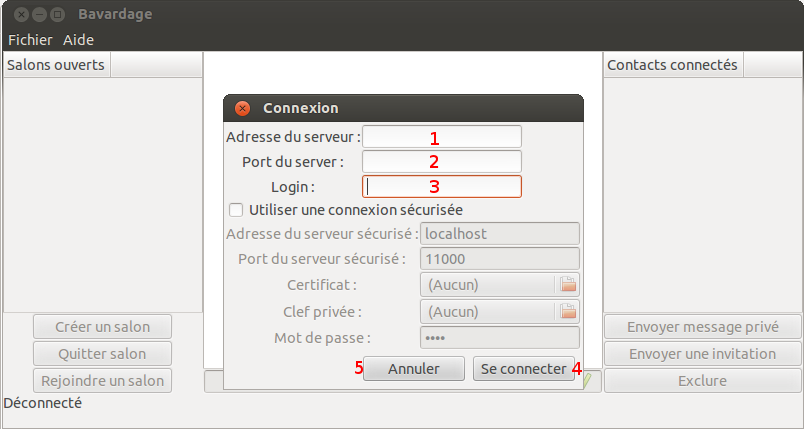 Bavardage
Fichier Aide
Salons ouverts
Contacts connectés
Connexion
Adresse du serveur : 1
Port du server : 2
Login : 3
Utiliser une connexion sécurisée
Adresse du serveur sécurisé : localhost
Port du serveur sécurisé : 11000
Certificat : (Aucun)
Clef privée : (Aucun)
Mot de passe : ••••
5 Annuler Se connecter 4
Créer un salon
Quitter salon
Rejoindre un salon
Envoyer message privé
Envoyer une invitation
Exclure
Déconnecté